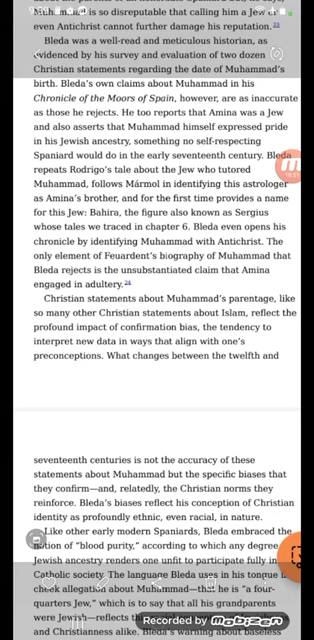 Muhammad is so disreputable that calling him a Jew or
even Antichrist cannot further damage his reputation.23
Bleda was a well-read and meticulous historian, as
evidenced by his survey and evaluation of two dozen
Christian statements regarding the date of Muhammad’s
birth. Bleda’s own claims about Muhammad in his
Chronicle of the Moors of Spain, however, are as inaccurate
as those he rejects. He too reports that Amina was a Jew
and also asserts that Muhammad himself expressed pride
in his Jewish ancestry, something no self-respecting
Spaniard would do in the early seventeenth century. Bleda
repeats Rodrigo’s tale about the Jew who tutored
Muhammad, follows Mármol in identifying this astrologer
as Amina’s brother, and for the first time provides a name
for this Jew: Bahira, the figure also known as Sergius
whose tales we traced in chapter 6. Bleda even opens his
chronicle by identifying Muhammad with Antichrist. The
only element of Feuardent’s biography of Muhammad that
Bleda rejects is the unsubstantiated claim that Amina
engaged in adultery.24
Christian statements about Muhammad’s parentage, like
so many other Christian statements about Islam, reflect the
profound impact of confirmation bias, the tendency to
interpret new data in ways that align with one’s
preconceptions. What changes between the twelfth and
seventeenth centuries is not the accuracy of these
statements about Muhammad but the specific biases that
they confirm—and, relatedly, the Christian norms they
reinforce. Bleda’s biases reflect his conception of Christian
identity as profoundly ethnic, even racial, in nature.
Like other early modern Spaniards, Bleda embraced the
notion of “blood purity,” according to which any degree
Jewish ancestry renders one unfit to participate fully in
Catholic society. The language Bleda uses in his tongue
cheek allegation about Muhammad—that he is “a four-
quarters Jew,” which is to say that all his grandparents
were Jewish—reflects
and Christianness alike. Bleda’s warning about baseless
Recorded by Mobizen